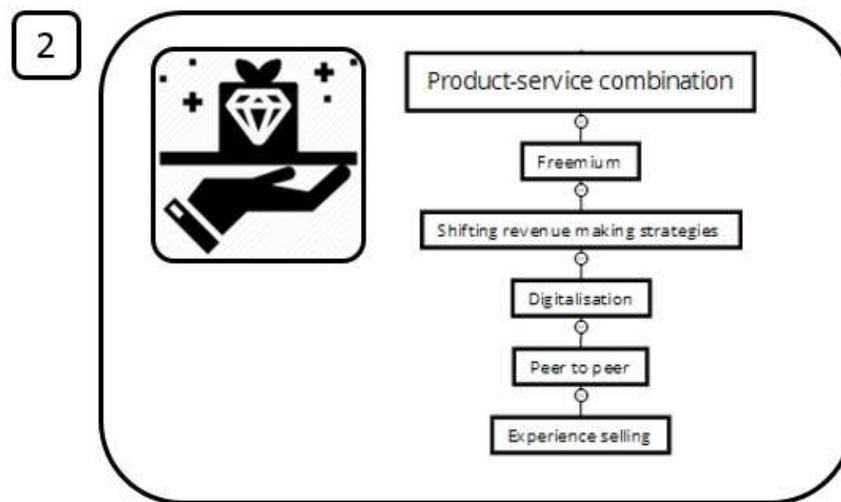 2
Product-service combination
Freemium
Shifting revenue making strategies
Digitalisation
Peer to peer
Experience selling